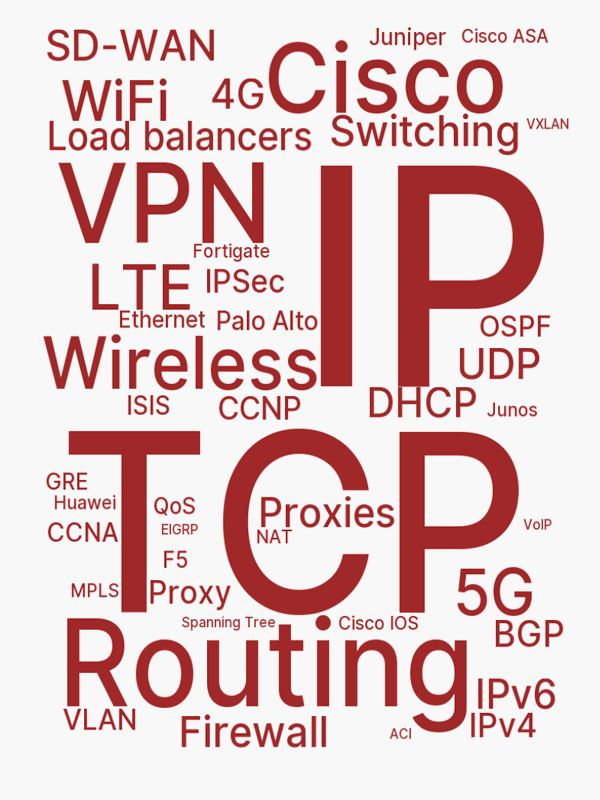 SD-WAN
Juniper
Cisco ASA
Cisco
WiFi
4G
Load balancers
Switching
VXLAN
VPN
IP
Fortigate
LTE
IPSec
Ethernet
Palo Alto
OSPF
Wireless
UDP
ISIS
CCNP
DHCP
Junos
TCP
GRE
Huawei
QoS
Proxies
CCNA
EIGRP
NAT
VoIP
F5
MPLS
Proxy
5G
Spanning Tree
Cisco IOS
BGP
Routing
IPv6
VLAN
Firewall
ACI
IPv4